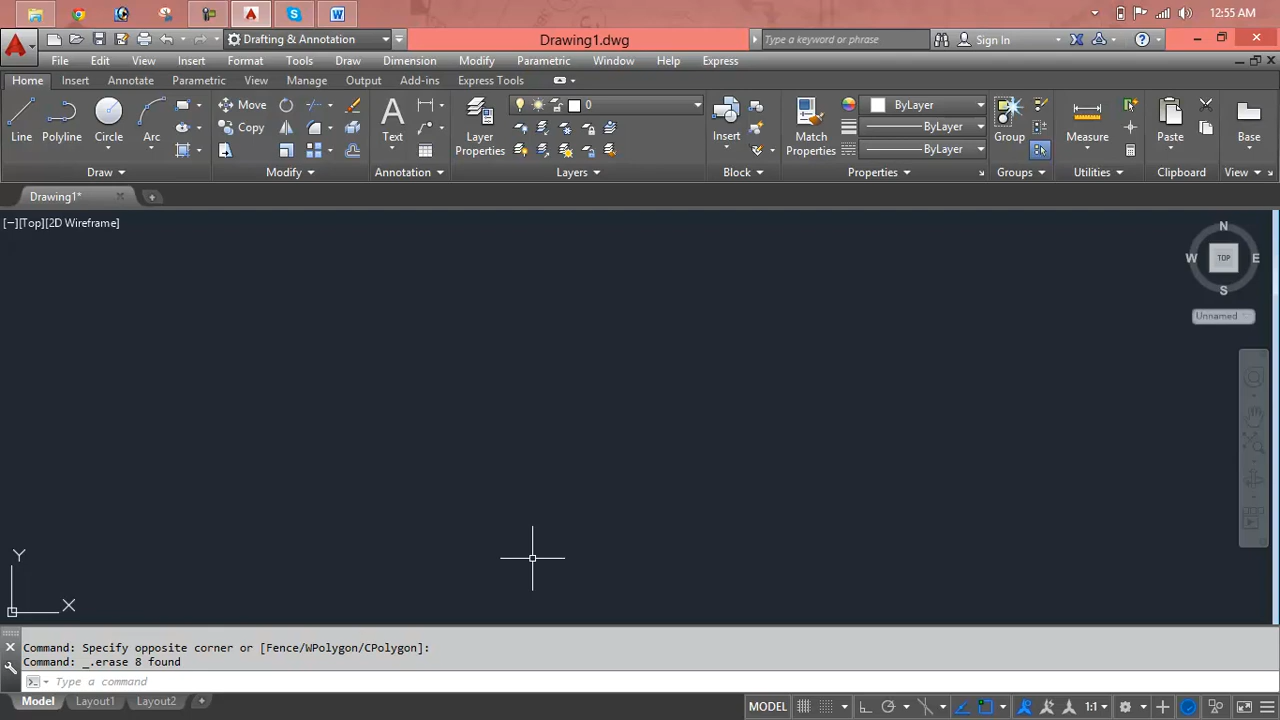 12:55 AM
Drafting & Annotation
Drawing1.dwg
Type a keyword or phrase
Sign In
File Edit View Insert Format Tools Draw Dimension Modify Parametric Window Help Express
Home Insert Annotate Parametric View Manage Output Add-ins Express Tools
Line Polyline Circle Arc
Move
Copy
Text
Layer
Properties
0
Insert
Match
Properties
ByLayer
ByLayer
ByLayer
Group
Measure
Paste
Base
Draw Modify Annotation Layers Block Properties Groups Utilities Clipboard View
Drawing1*
[−][Top][2D Wireframe]
N
W TOP E
S
Unnamed
Y
X
Command: Specify opposite corner or [Fence/WPolygon/CPolygon]:
Command: _.erase 8 found
Type a command
Model Layout1 Layout2 +
MODEL 1:1